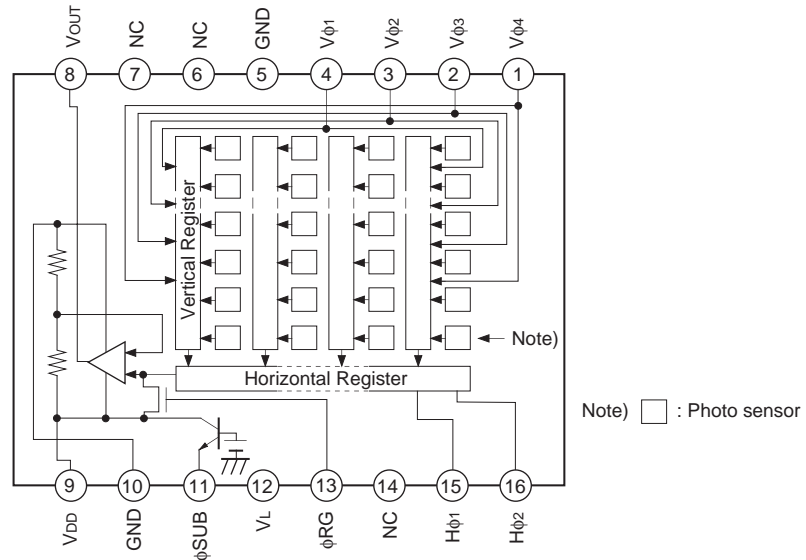 VOUT
NC
NC
GND
Vϕ1
Vϕ2
Vϕ3
Vϕ4
8
7
6
5
4
3
2
1
Vertical Register
Note)
Horizontal Register
Note) : Photo sensor
9
10
11
12
13
14
15
16
VDD
GND
ϕSUB
VL
ϕRG
NC
Hϕ1
Hϕ2